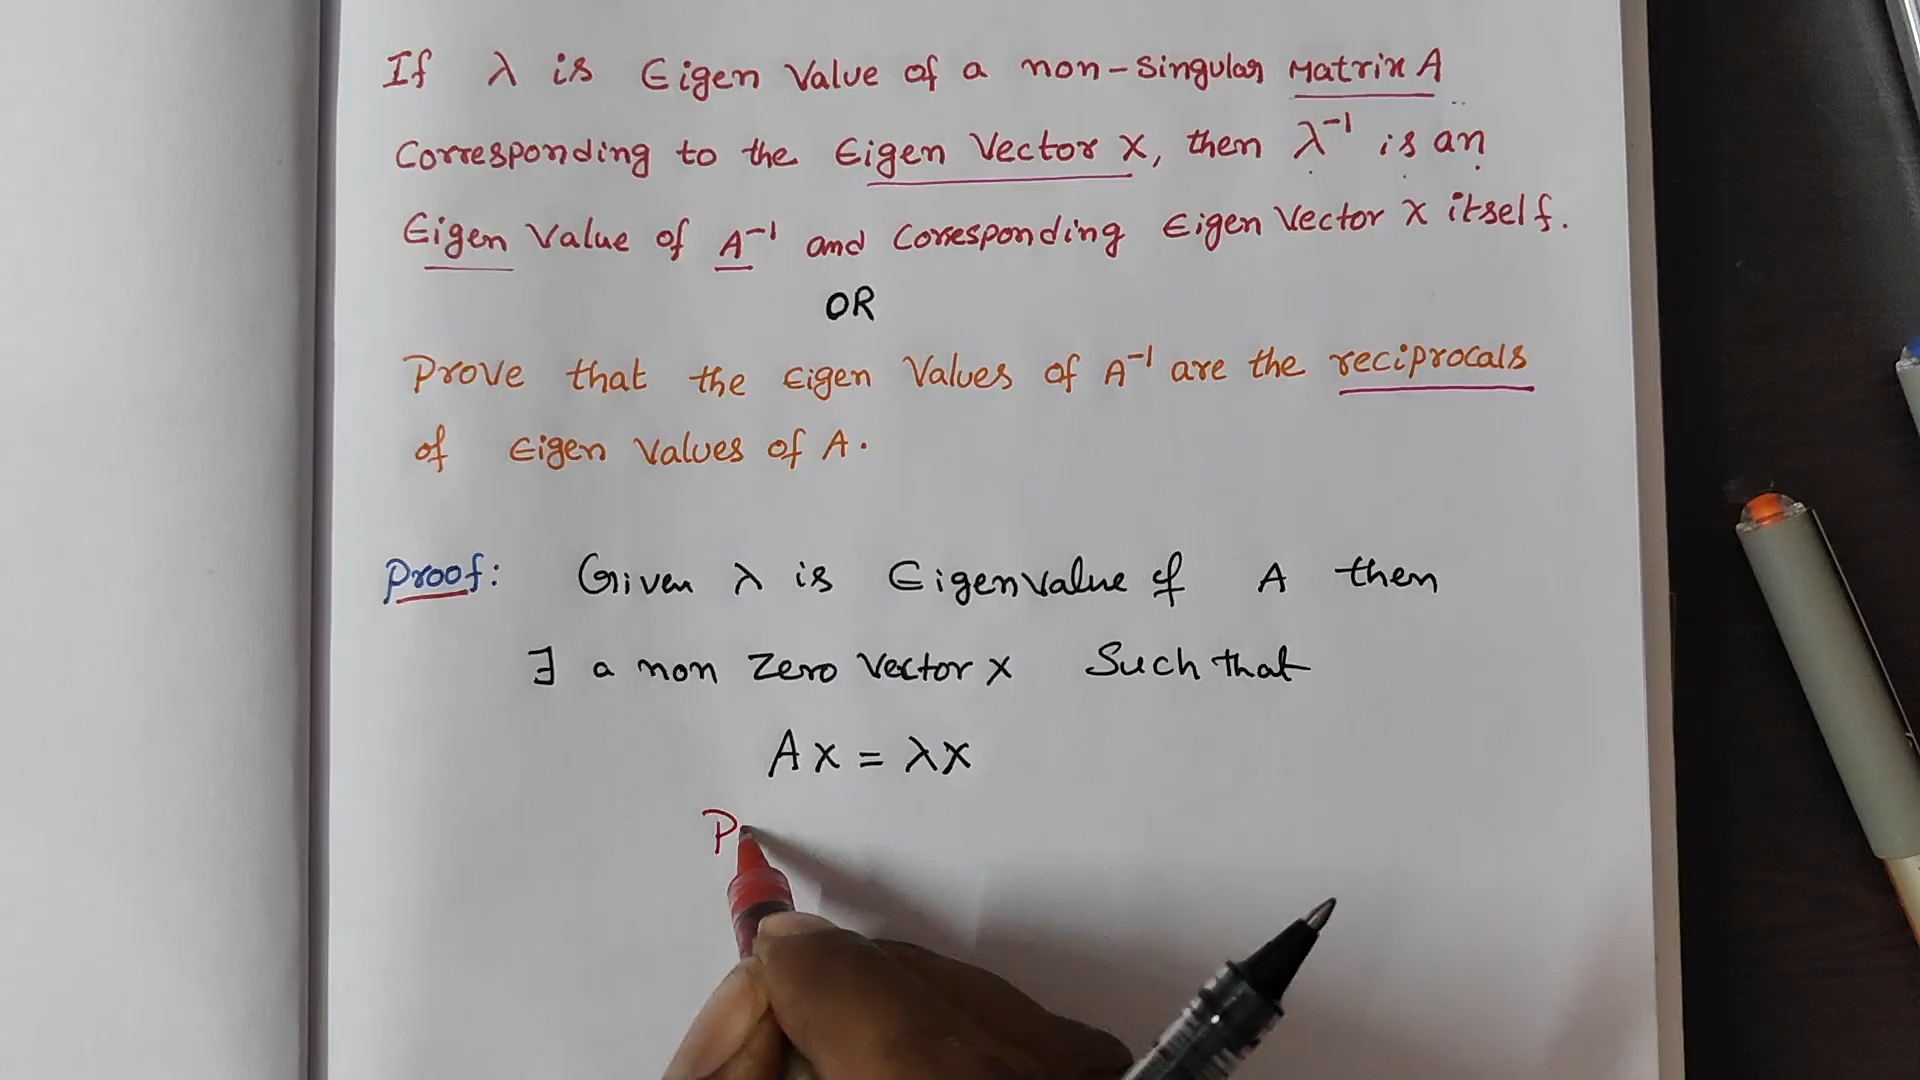 If λ is Eigen Value of a non-singular Matrix A
Corresponding to the Eigen Vector X, then λ⁻¹ is an
Eigen Value of A⁻¹ and corresponding Eigen Vector X itself.
OR
Prove that the Eigen Values of A⁻¹ are the reciprocals
of Eigen Values of A.
Proof: Given λ is Eigenvalue of A then
∃ a non zero vector X Such that
AX = λX
P